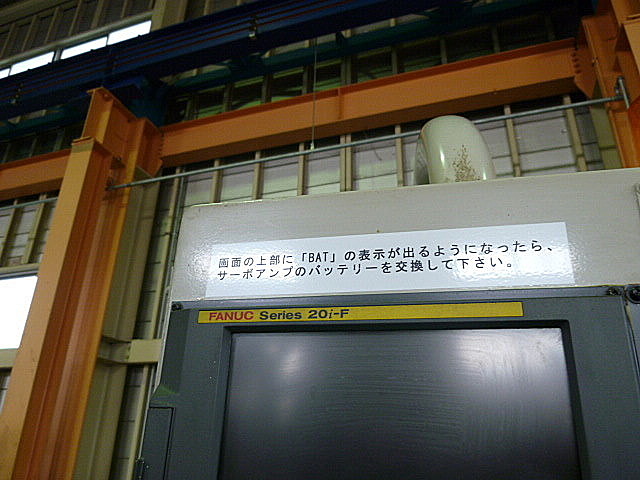 画面の上部に「BAT」の表示が出るようになったら、
サーボアンプのバッテリーを交換して下さい。
FANUC Series 20i-F